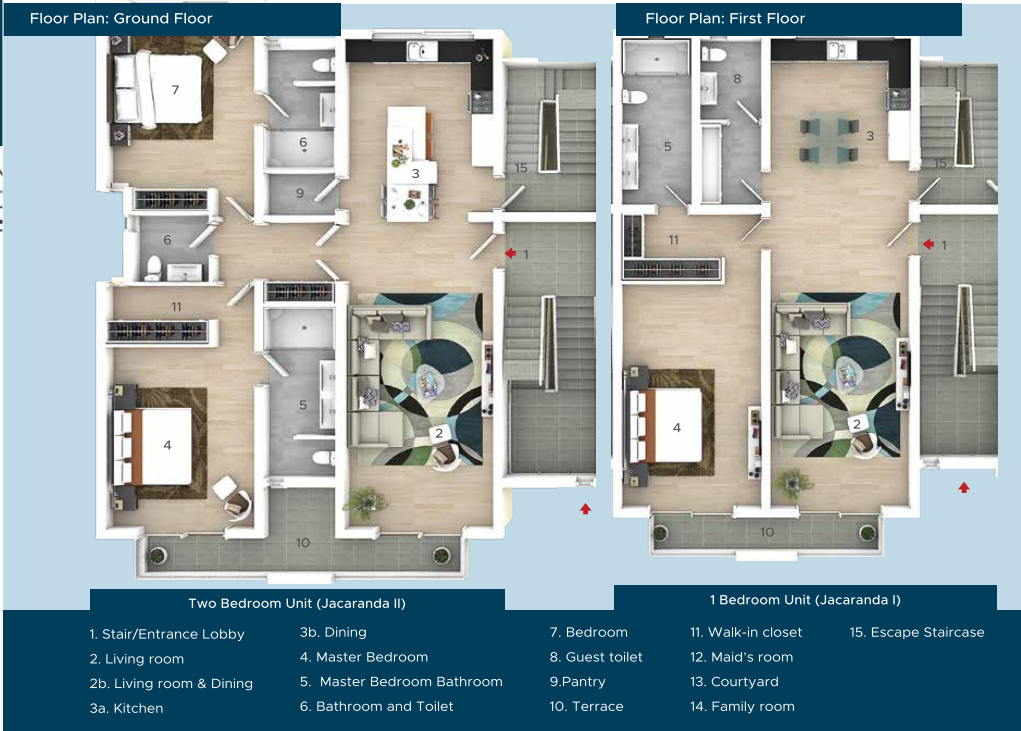 Floor Plan: Ground Floor
Floor Plan: First Floor
7
6
3
9
15
6
1
11
5
4
2
10
8
3
5
15
11
1
4
2
10
Two Bedroom Unit (Jacaranda II)
1 Bedroom Unit (Jacaranda I)
1. Stair/Entrance Lobby
2. Living room
2b. Living room & Dining
3a. Kitchen
3b. Dining
4. Master Bedroom
5. Master Bedroom Bathroom
6. Bathroom and Toilet
7. Bedroom
8. Guest toilet
9.Pantry
10. Terrace
11. Walk-in closet
12. Maid's room
13. Courtyard
14. Family room
15. Escape Staircase